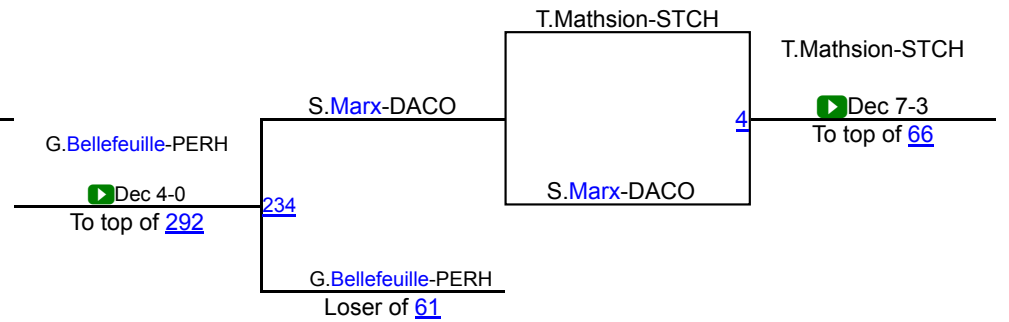 T.Mathsion-STCH
T.Mathsion-STCH
S.Marx-DACO
4
Dec 7-3
To top of 66
G.Bellefeuille-PERH
Dec 4-0
S.Marx-DACO
234
To top of 292
G.Bellefeuille-PERH
Loser of 61